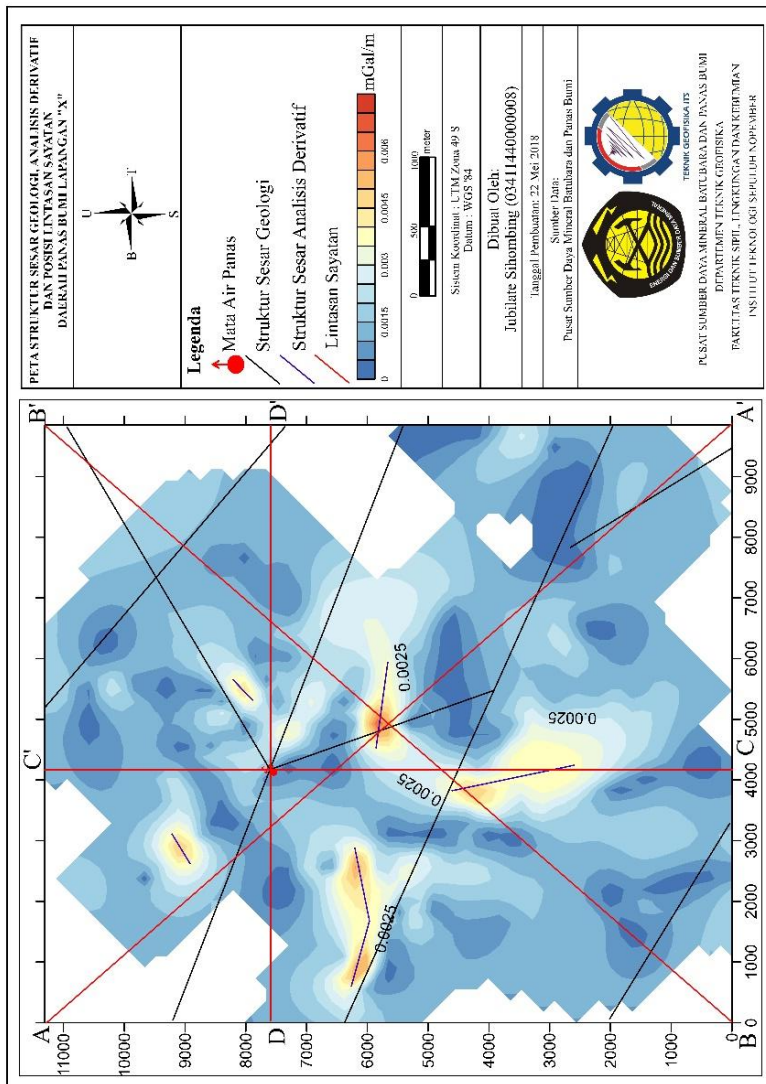 PETA STRUKTUR SESAR GEOLOGI, ANALISIS DERIVATIF
DAN POSISI LINTASAN SAYATAN
DAERAH PANAS BUMI LAPANGAN "X"
U
B T
S
Legenda
Mata Air Panas
Struktur Sesar Geologi
Struktur Sesar Analisis Derivatif
Lintasan Sayatan
mGal/m
0 0.0015 0.003 0.0045 0.006
0 500 1000
meter
Sistem Koordinat : UTM Zona 49 S
Datum : WGS '84
Dibuat Oleh:
Jubilate Sihombing (03411440000008)
Tanggal Pembuatan: 22 Mei 2018
Sumber Data:
Pusat Sumber Daya Mineral Batubara dan Panas Bumi
ENERGI DAN SUMBER DAYA MINERAL
TEKNIK GEOFISIKA ITS
PUSAT SUMBER DAYA MINERAL BATUBARA DAN PANAS BUMI
DEPARTEMEN TEKNIK GEOFISIKA
FAKULTAS TEKNIK SIPIL, LINGKUNGAN DAN KEBUMIAN
INSTITUT TEKNOLOGI SEPULUH NOPEMBER
A C' B'
11000
10000
9000
8000
D D'
7000
6000
5000
4000
3000
2000
1000
0
B C A'
0 1000 2000 3000 4000 5000 6000 7000 8000 9000
0.0025
0.0025
0.0025
0.0025